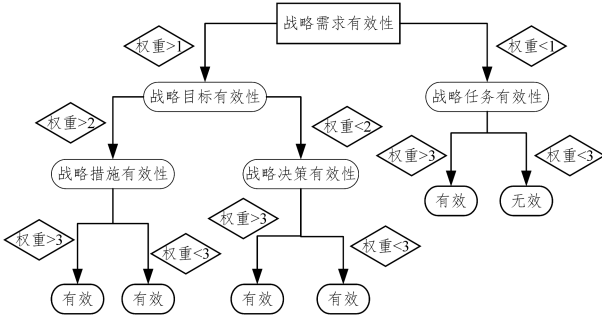 战略需求有效性
权重>1
权重<1
战略目标有效性
战略任务有效性
权重>2
权重<2
权重>3
权重<3
战略措施有效性
战略决策有效性
有效
无效
权重>3
权重<3
权重>3
权重<3
有效
有效
有效
有效